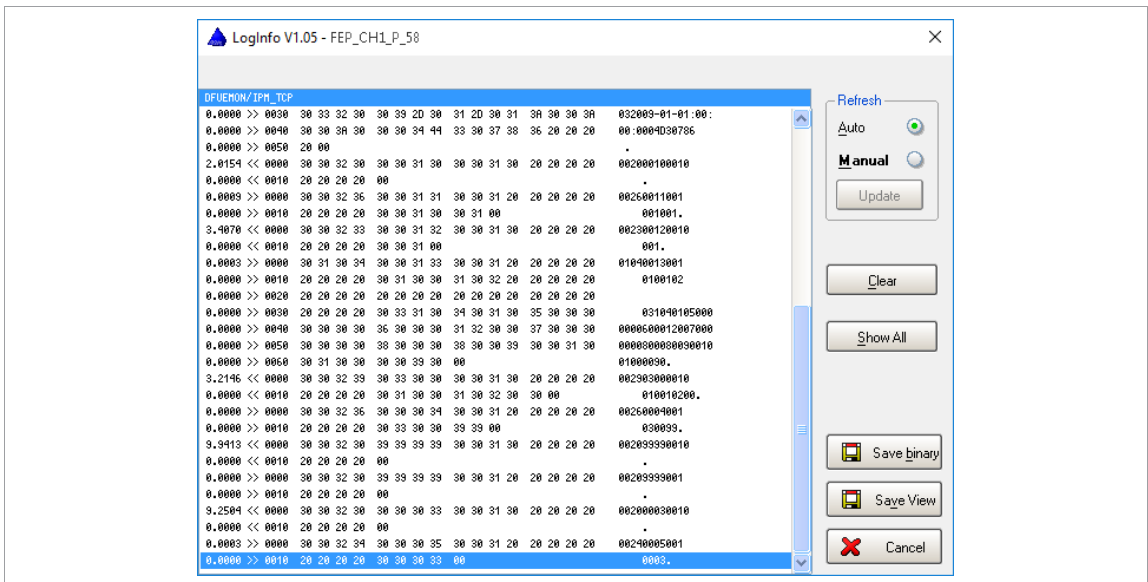 LogInfo V1.05 - FEP_CH1_P_58
DFUEMON/IPM_TCP
0.0000 >> 0030 30 33 32 30 30 39 2D 30 31 2D 30 31 3A 30 30 3A 032009-01-01:00:
0.0000 >> 0040 30 30 3A 30 30 30 34 44 33 30 37 38 36 20 20 20 00:0004D30786
0.0000 >> 0050 20 00 .
2.0154 << 0000 30 30 32 30 30 30 31 30 30 30 31 30 20 20 20 20 002000100010
0.0000 << 0010 20 20 20 20 00 .
0.0009 >> 0000 30 30 32 36 30 30 31 31 30 30 31 20 20 20 20 20 00260011001
0.0000 >> 0010 20 20 20 20 30 30 31 30 30 31 00 001001.
3.4070 << 0000 30 30 32 33 30 30 31 32 30 30 31 30 20 20 20 20 002300120010
0.0000 << 0010 20 20 20 20 30 30 31 00 001.
0.0003 >> 0000 30 31 30 34 30 30 31 33 30 30 31 20 20 20 20 20 01040013001
0.0000 >> 0010 20 20 20 20 30 31 30 30 31 30 32 20 20 20 20 20 0100102
0.0000 >> 0020 20 20 20 20 20 20 20 20 20 20 20 20 20 20 20 20
0.0000 >> 0030 20 20 20 20 30 33 31 30 34 30 31 30 35 30 30 30 031040105000
0.0000 >> 0040 30 30 30 30 36 30 30 30 31 32 30 30 37 30 30 30 0000600012007000
0.0000 >> 0050 30 30 30 30 38 30 30 30 38 30 30 39 30 30 31 30 0000800080090010
0.0000 >> 0060 30 31 30 30 30 30 39 30 00 01000090.
3.2146 << 0000 30 30 32 39 30 33 30 30 30 30 31 30 20 20 20 20 002903000010
0.0000 << 0010 20 20 20 20 30 31 30 30 31 30 32 30 30 00 010010200.
0.0000 >> 0000 30 30 32 36 30 30 30 34 30 30 31 20 20 20 20 20 00260004001
0.0000 >> 0010 20 20 20 20 30 33 30 30 39 39 00 030099.
9.9413 << 0000 30 30 32 30 39 39 39 39 30 30 31 30 20 20 20 20 002099990010
0.0000 << 0010 20 20 20 20 00 .
0.0000 >> 0000 30 30 32 30 39 39 39 39 30 30 31 20 20 20 20 20 00209999001
0.0000 >> 0010 20 20 20 20 00 .
9.2504 << 0000 30 30 32 30 30 30 30 33 30 30 31 30 20 20 20 20 002000030010
0.0000 << 0010 20 20 20 20 00 .
0.0003 >> 0000 30 30 32 34 30 30 30 35 30 30 31 20 20 20 20 20 00240005001
0.0000 >> 0010 20 20 20 20 30 30 30 33 00 0003.
Refresh
Auto
Manual
Update
Clear
Show All
Save binary
Save View
Cancel